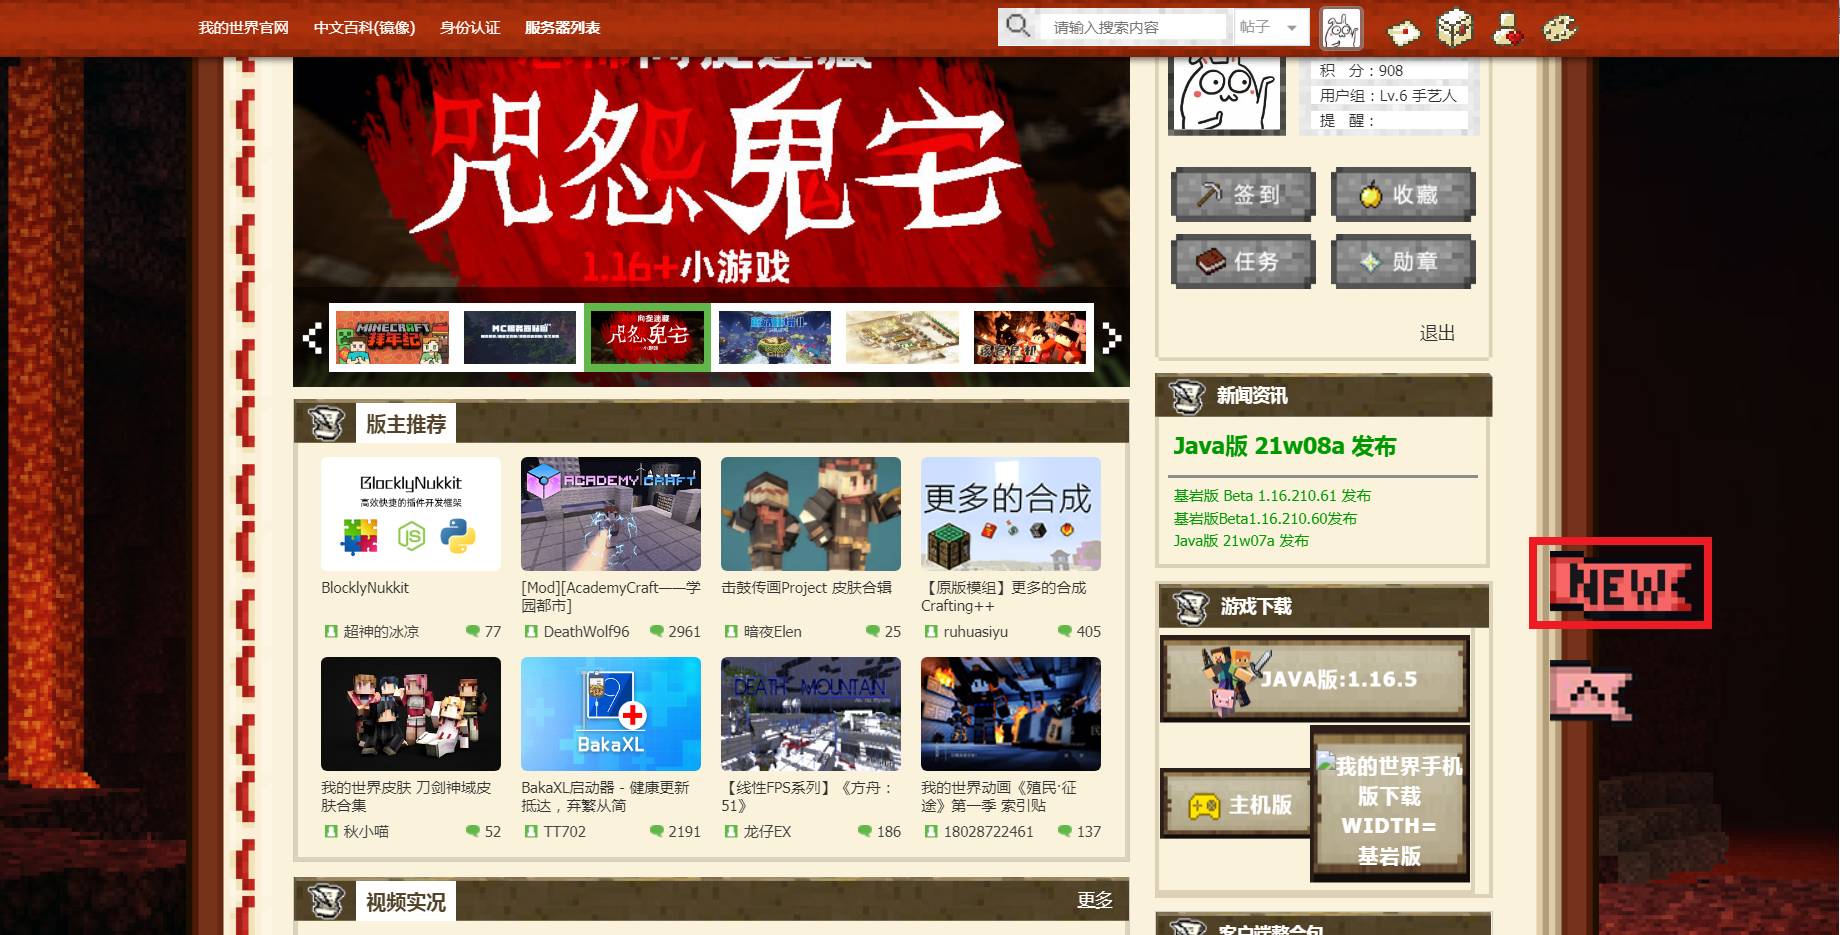 我的世界官网 中文百科(镜像) 身份认证 服务器列表
请输入搜索内容 帖子
积 分：908
用户组：Lv.6 手艺人
提 醒：
咒怨鬼宅
1.16+小游戏
签到 收藏
任务 勋章
退出
MINECRAFT
拜年纪
向捉迷藏
咒怨鬼宅
版主推荐
BlocklyNukkit
高效快捷的插件开发框架
BlocklyNukkit
超神的冰凉 77
ACADEMY CRAFT
[Mod][AcademyCraft——学
园都市]
DeathWolf96 2961
击鼓传画Project 皮肤合辑
暗夜Elen 25
更多的合成
【原版模组】更多的合成
Crafting++
ruhuasiyu 405
我的世界皮肤 刀剑神域皮
肤合集
秋小喵 52
BakaXL
BakaXL启动器 - 健康更新
抵达，弃繁从简
TT702 2191
DEATH MOUNTAIN
【线性FPS系列】《方舟：
51》
龙仔EX 186
我的世界动画《殖民·征
途》第一季 索引贴
18028722461 137
视频实况 更多
新闻资讯
Java版 21w08a 发布
基岩版 Beta 1.16.210.61 发布
基岩版Beta1.16.210.60发布
Java版 21w07a 发布
游戏下载
JAVA版:1.16.5
主机版
我的世界手机
版下载
WIDTH=
基岩版
客户端整合包
NEW